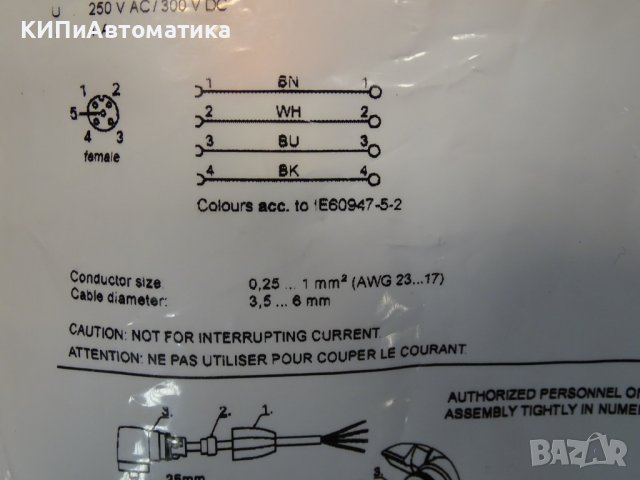 U 250 V AC / 300 V DC
КИПиАвтоматика
1 2
5
4 3
female
1 BN 1
2 WH 2
3 BU 3
4 BK 4
Colours acc. to IE60947-5-2
Conductor size: 0,25 ... 1 mm² (AWG 23...17)
Cable diameter: 3,5 ... 6 mm
CAUTION: NOT FOR INTERRUPTING CURRENT
ATTENTION: NE PAS UTILISER POUR COUPER LE COURANT
AUTHORIZED PERSONNEL
ASSEMBLY TIGHTLY IN
3. 2. 1.
3.
BAZAR